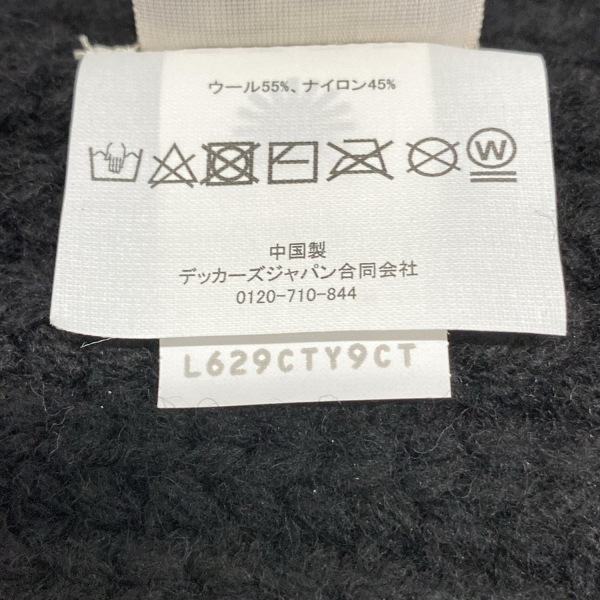 ウール55%、ナイロン45%
W
中国製
デッカーズジャパン合同会社
0120-710-844
L629CTY9CT